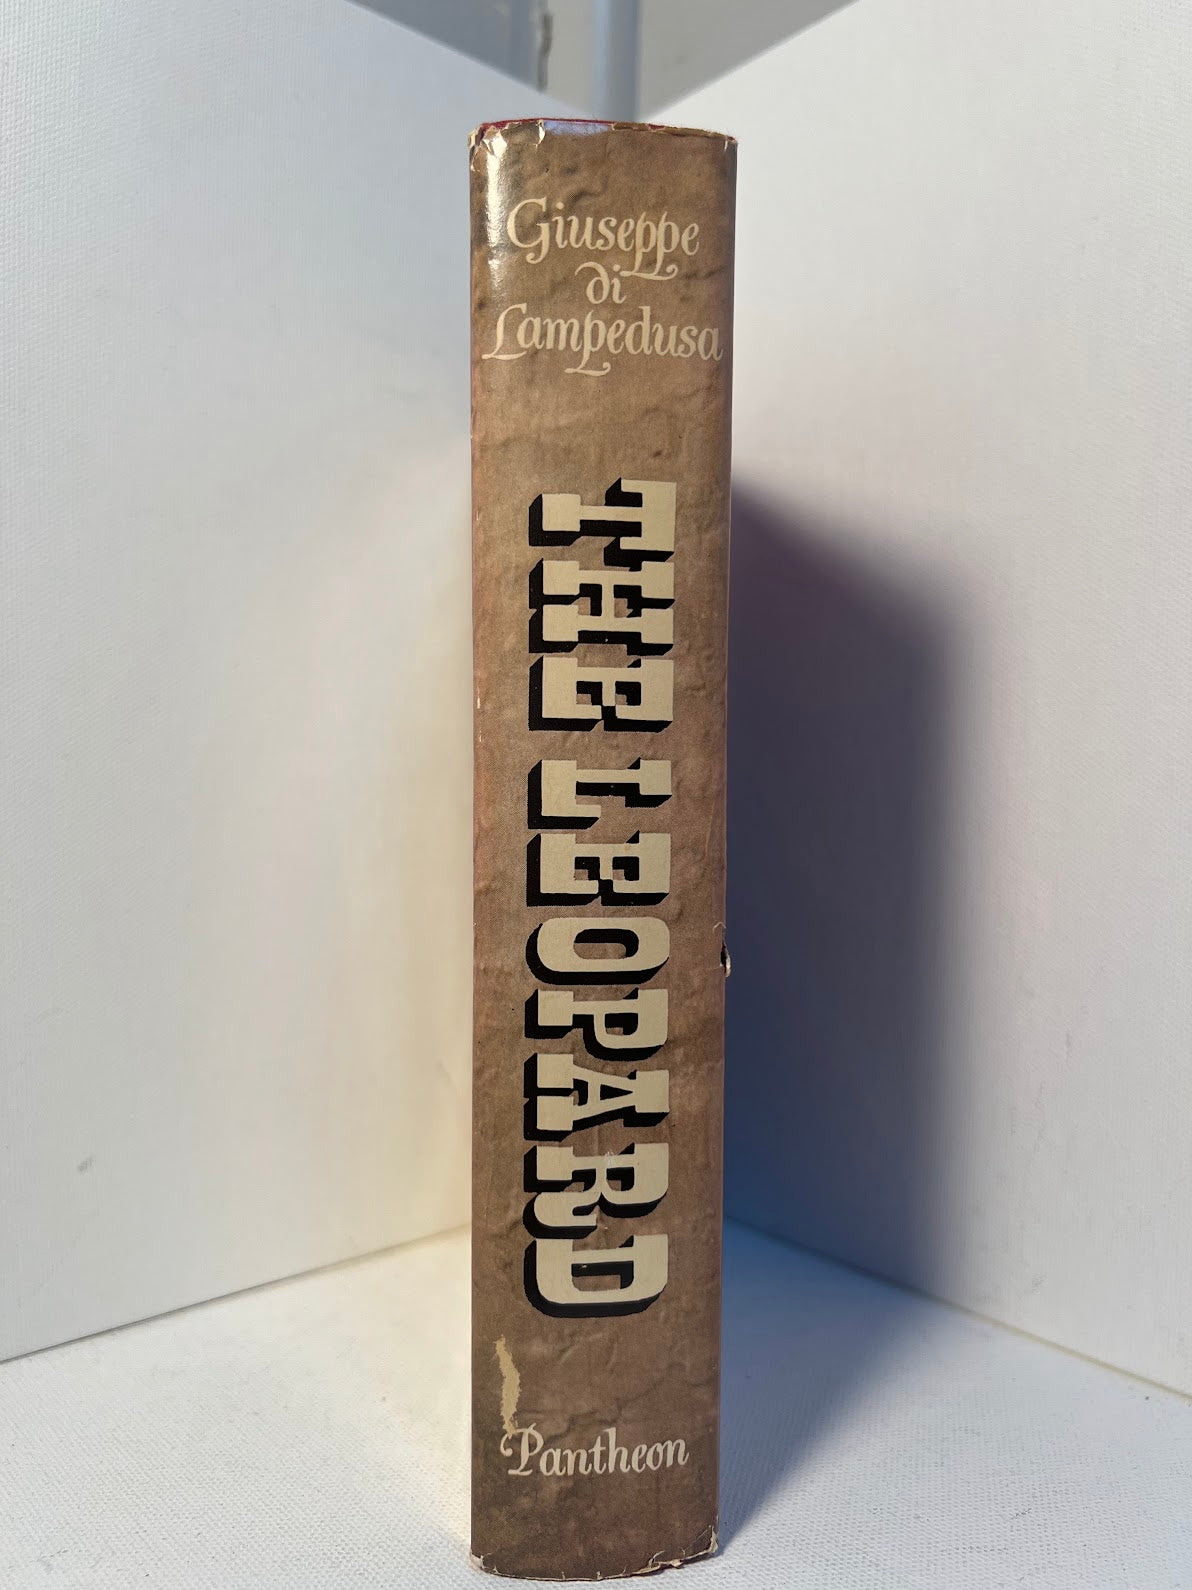 Giuseppe
di
Lampedusa
THE LEOPARD
Pantheon